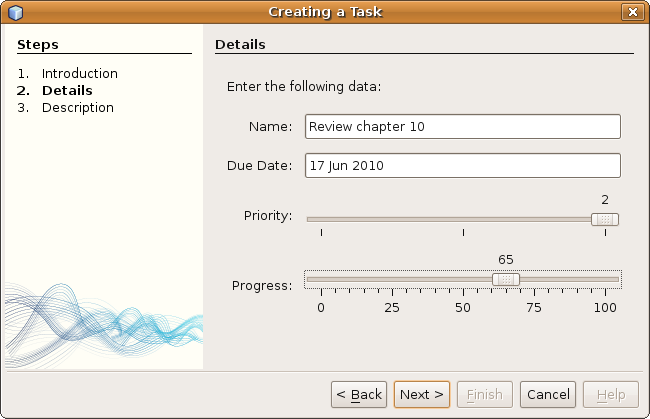 Creating a Task
Steps
1. Introduction
2. Details
3. Description
Details
Enter the following data:
Name: Review chapter 10
Due Date: 17 Jun 2010
2
Priority:
65
Progress:
0 25 50 75 100
< Back Next > Finish Cancel Help